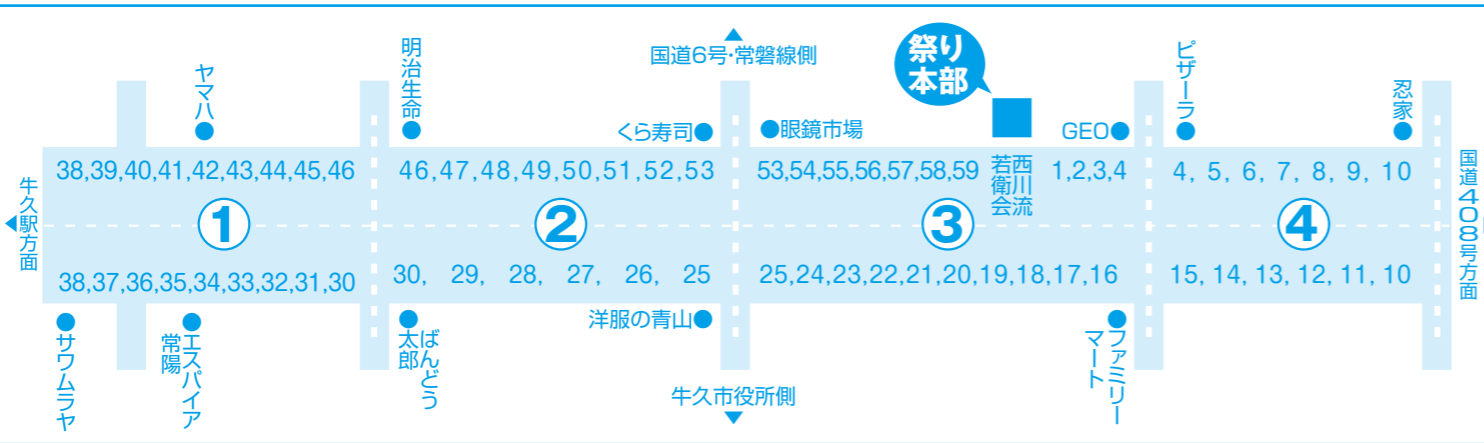 ▲
国道6号・常磐線側
祭り
本部
ヤマハ
明治生命
くら寿司
眼鏡市場
GEO
ピザーラ
忍家
38,39,40,41,42,43,44,45,46
46,47,48,49,50,51,52,53
53,54,55,56,57,58,59
西川流
若衛会
1,2,3,4
4, 5, 6, 7, 8, 9, 10
◀牛久駅方面
①
②
③
④
国道408号方面
38,37,36,35,34,33,32,31,30
30, 29, 28, 27, 26, 25
25,24,23,22,21,20,19,18,17,16
15, 14, 13, 12, 11, 10
サワムラヤ
エスパイア
常陽
ばんどう
太郎
洋服の青山
ファミリー
マート
牛久市役所側
▼